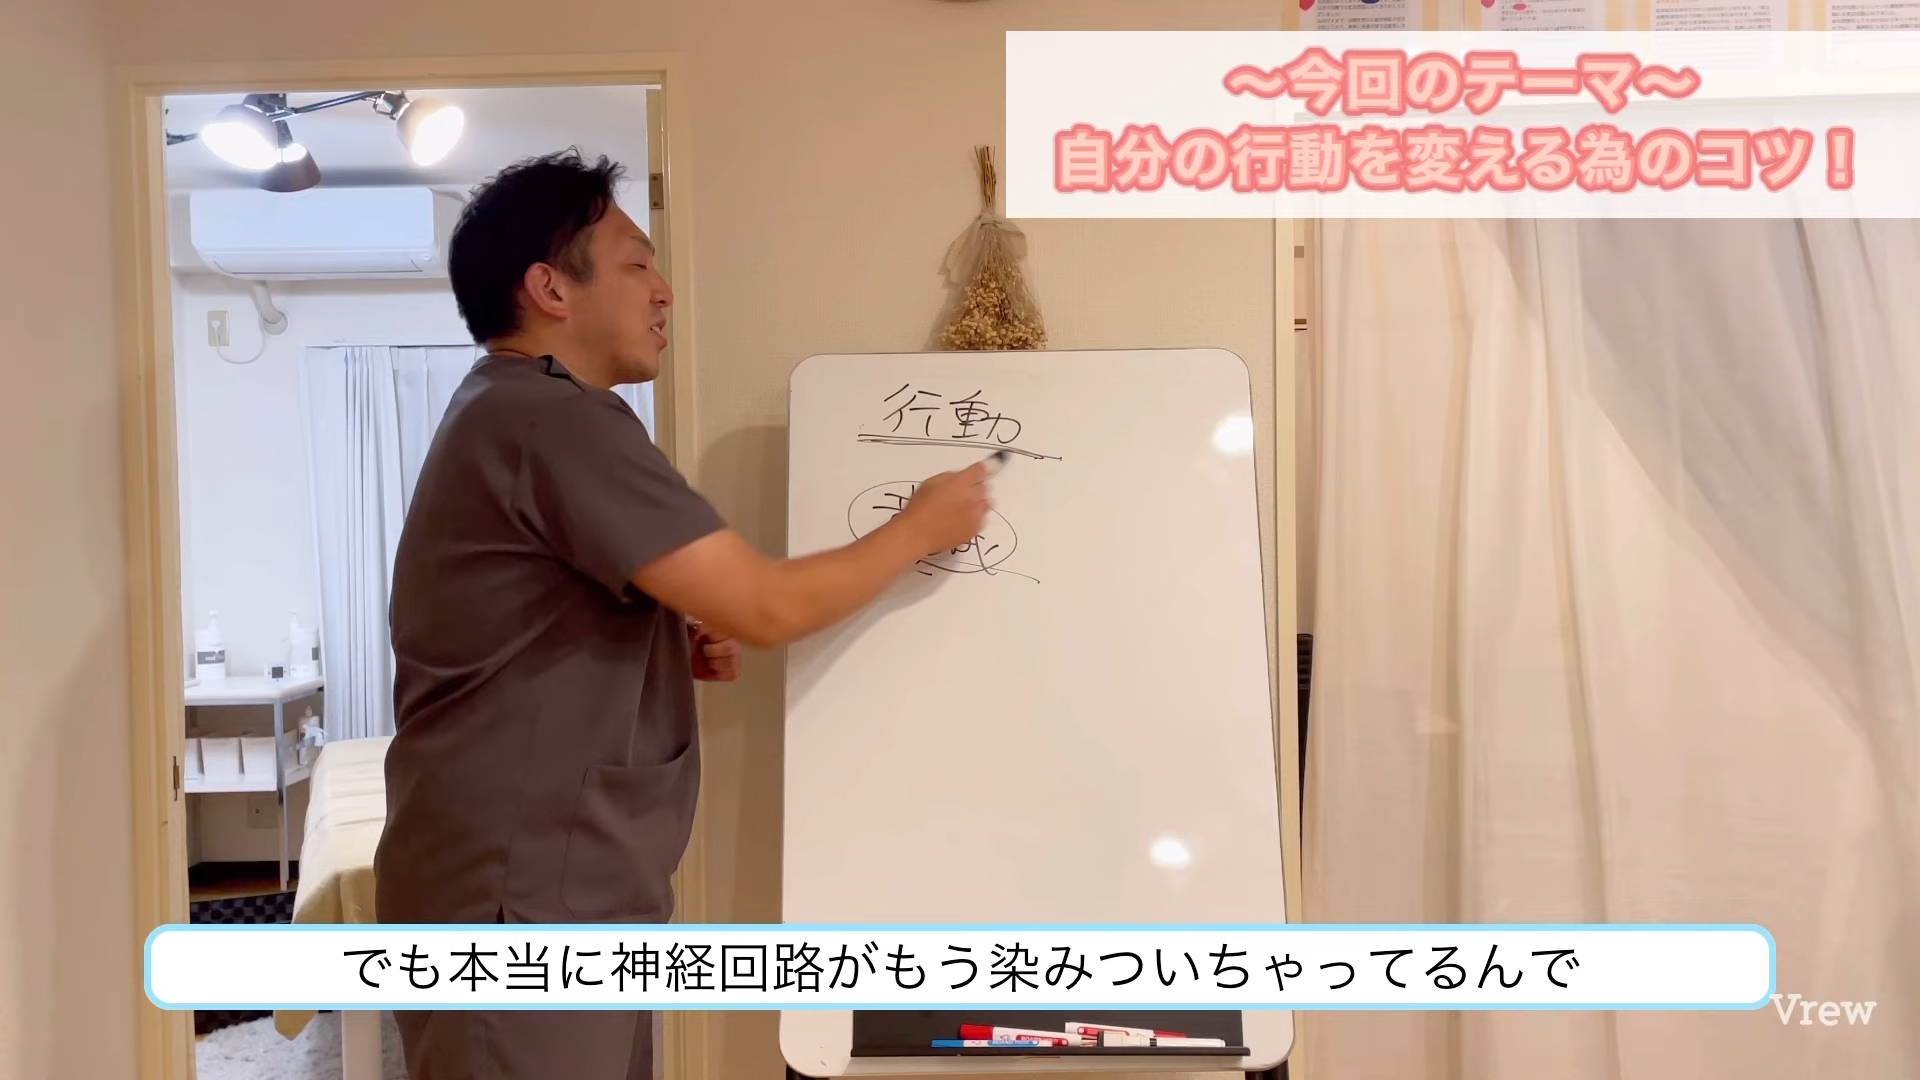 ～今回のテーマ～
自分の行動を変える為のコツ！
行動
でも本当に神経回路がもう染みついちゃってるんで
Vrew